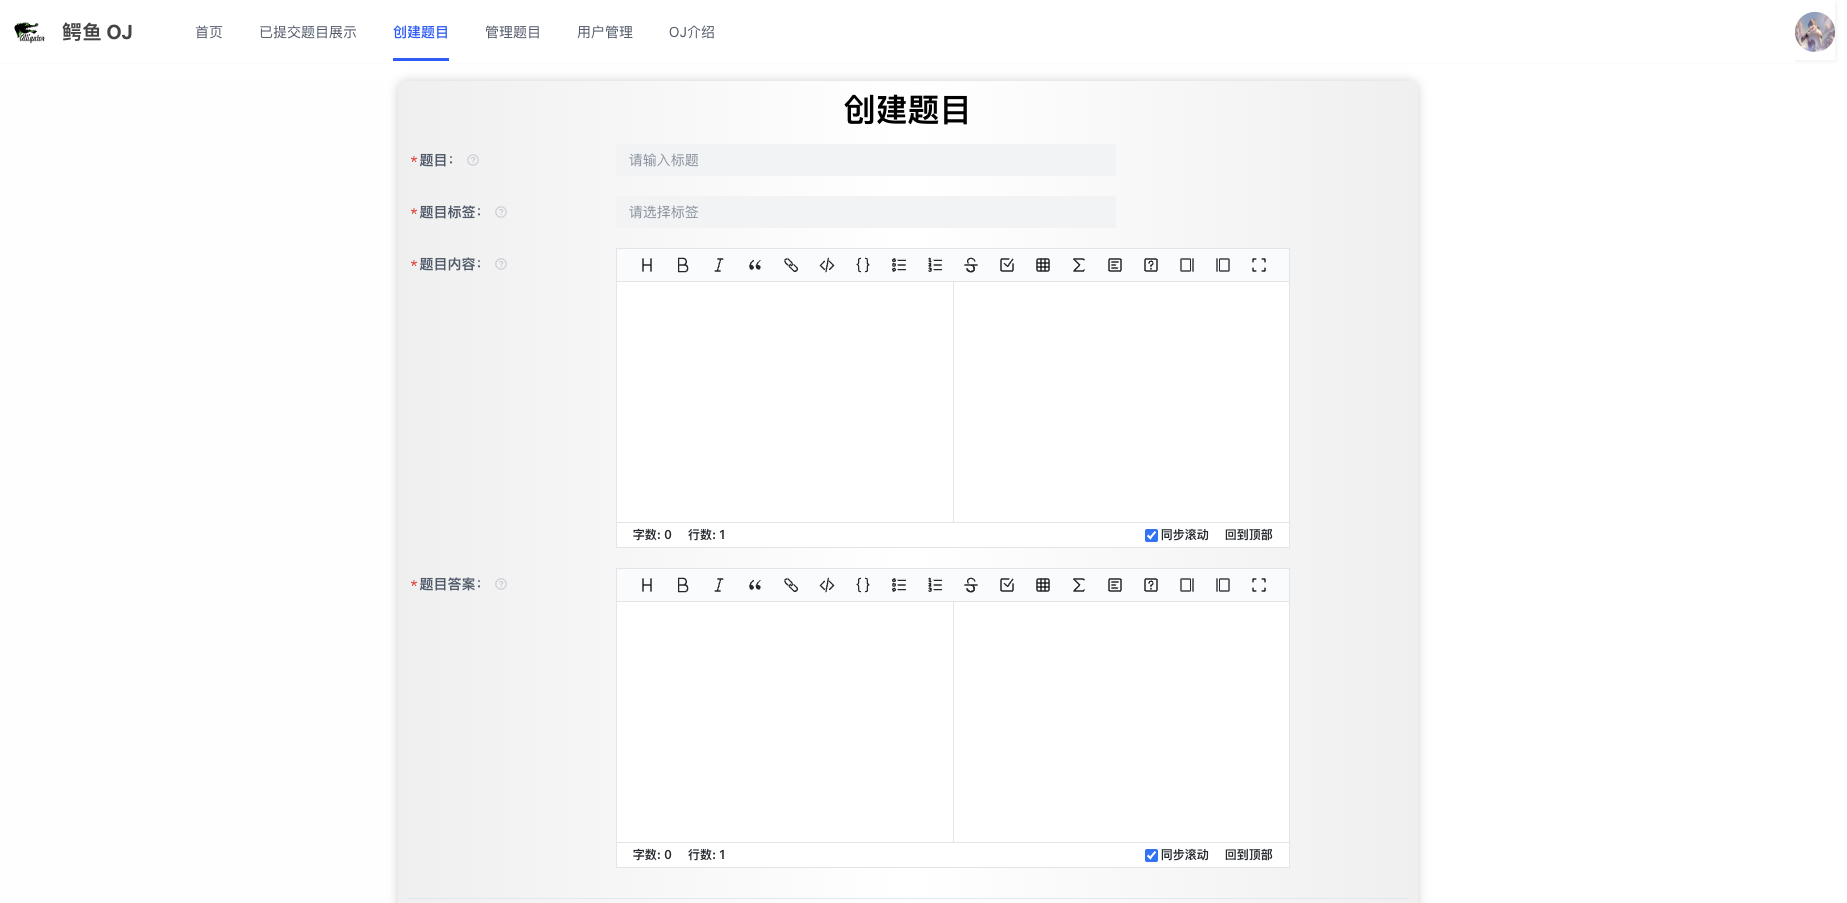 鳄鱼 OJ 首页 已提交题目展示 创建题目 管理题目 用户管理 OJ介绍
创建题目
*题目： 请输入标题
*题目标签： 请选择标签
*题目内容：
字数: 0 行数: 1 同步滚动 回到顶部
*题目答案：
字数: 0 行数: 1 同步滚动 回到顶部